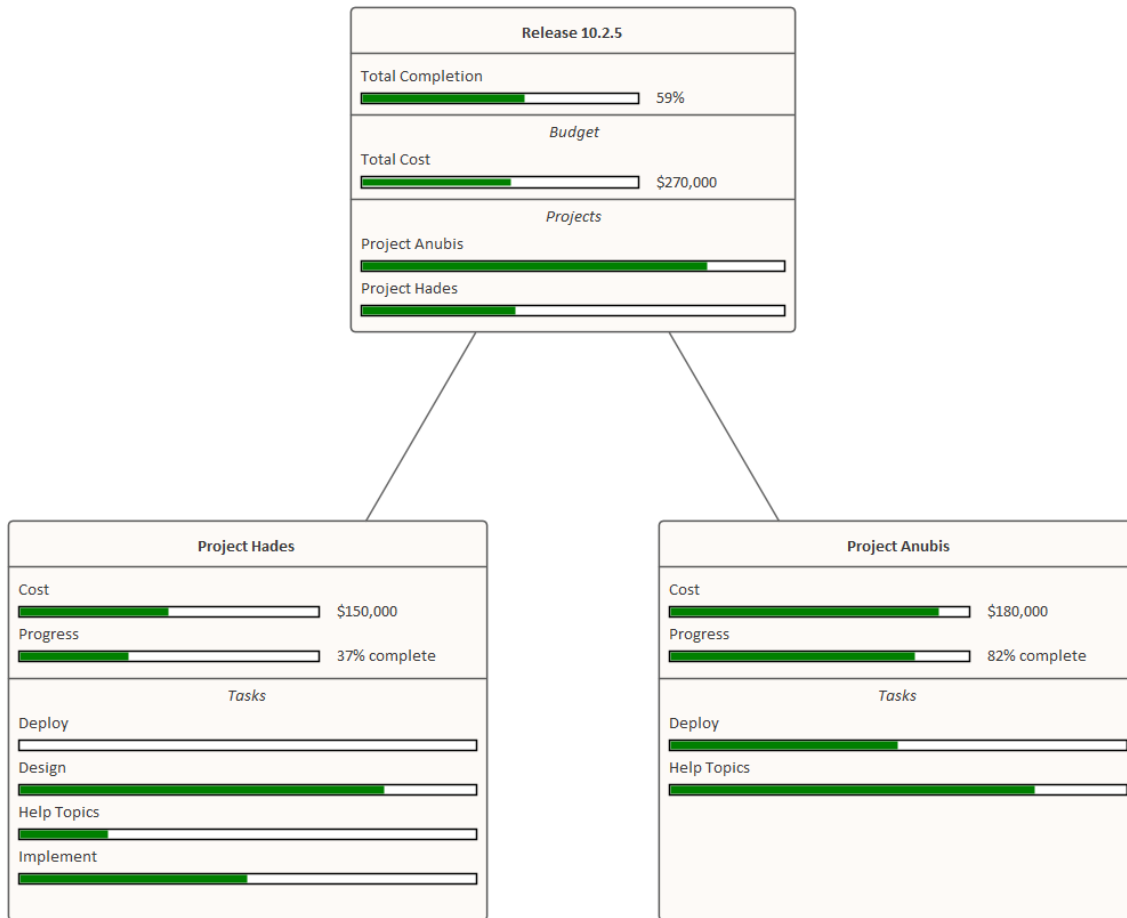 Release 10.2.5
Total Completion
59%
Budget
Total Cost
$270,000
Projects
Project Anubis
Project Hades
Project Hades
Cost
$150,000
Progress
37% complete
Tasks
Deploy
Design
Help Topics
Implement
Project Anubis
Cost
$180,000
Progress
82% complete
Tasks
Deploy
Help Topics